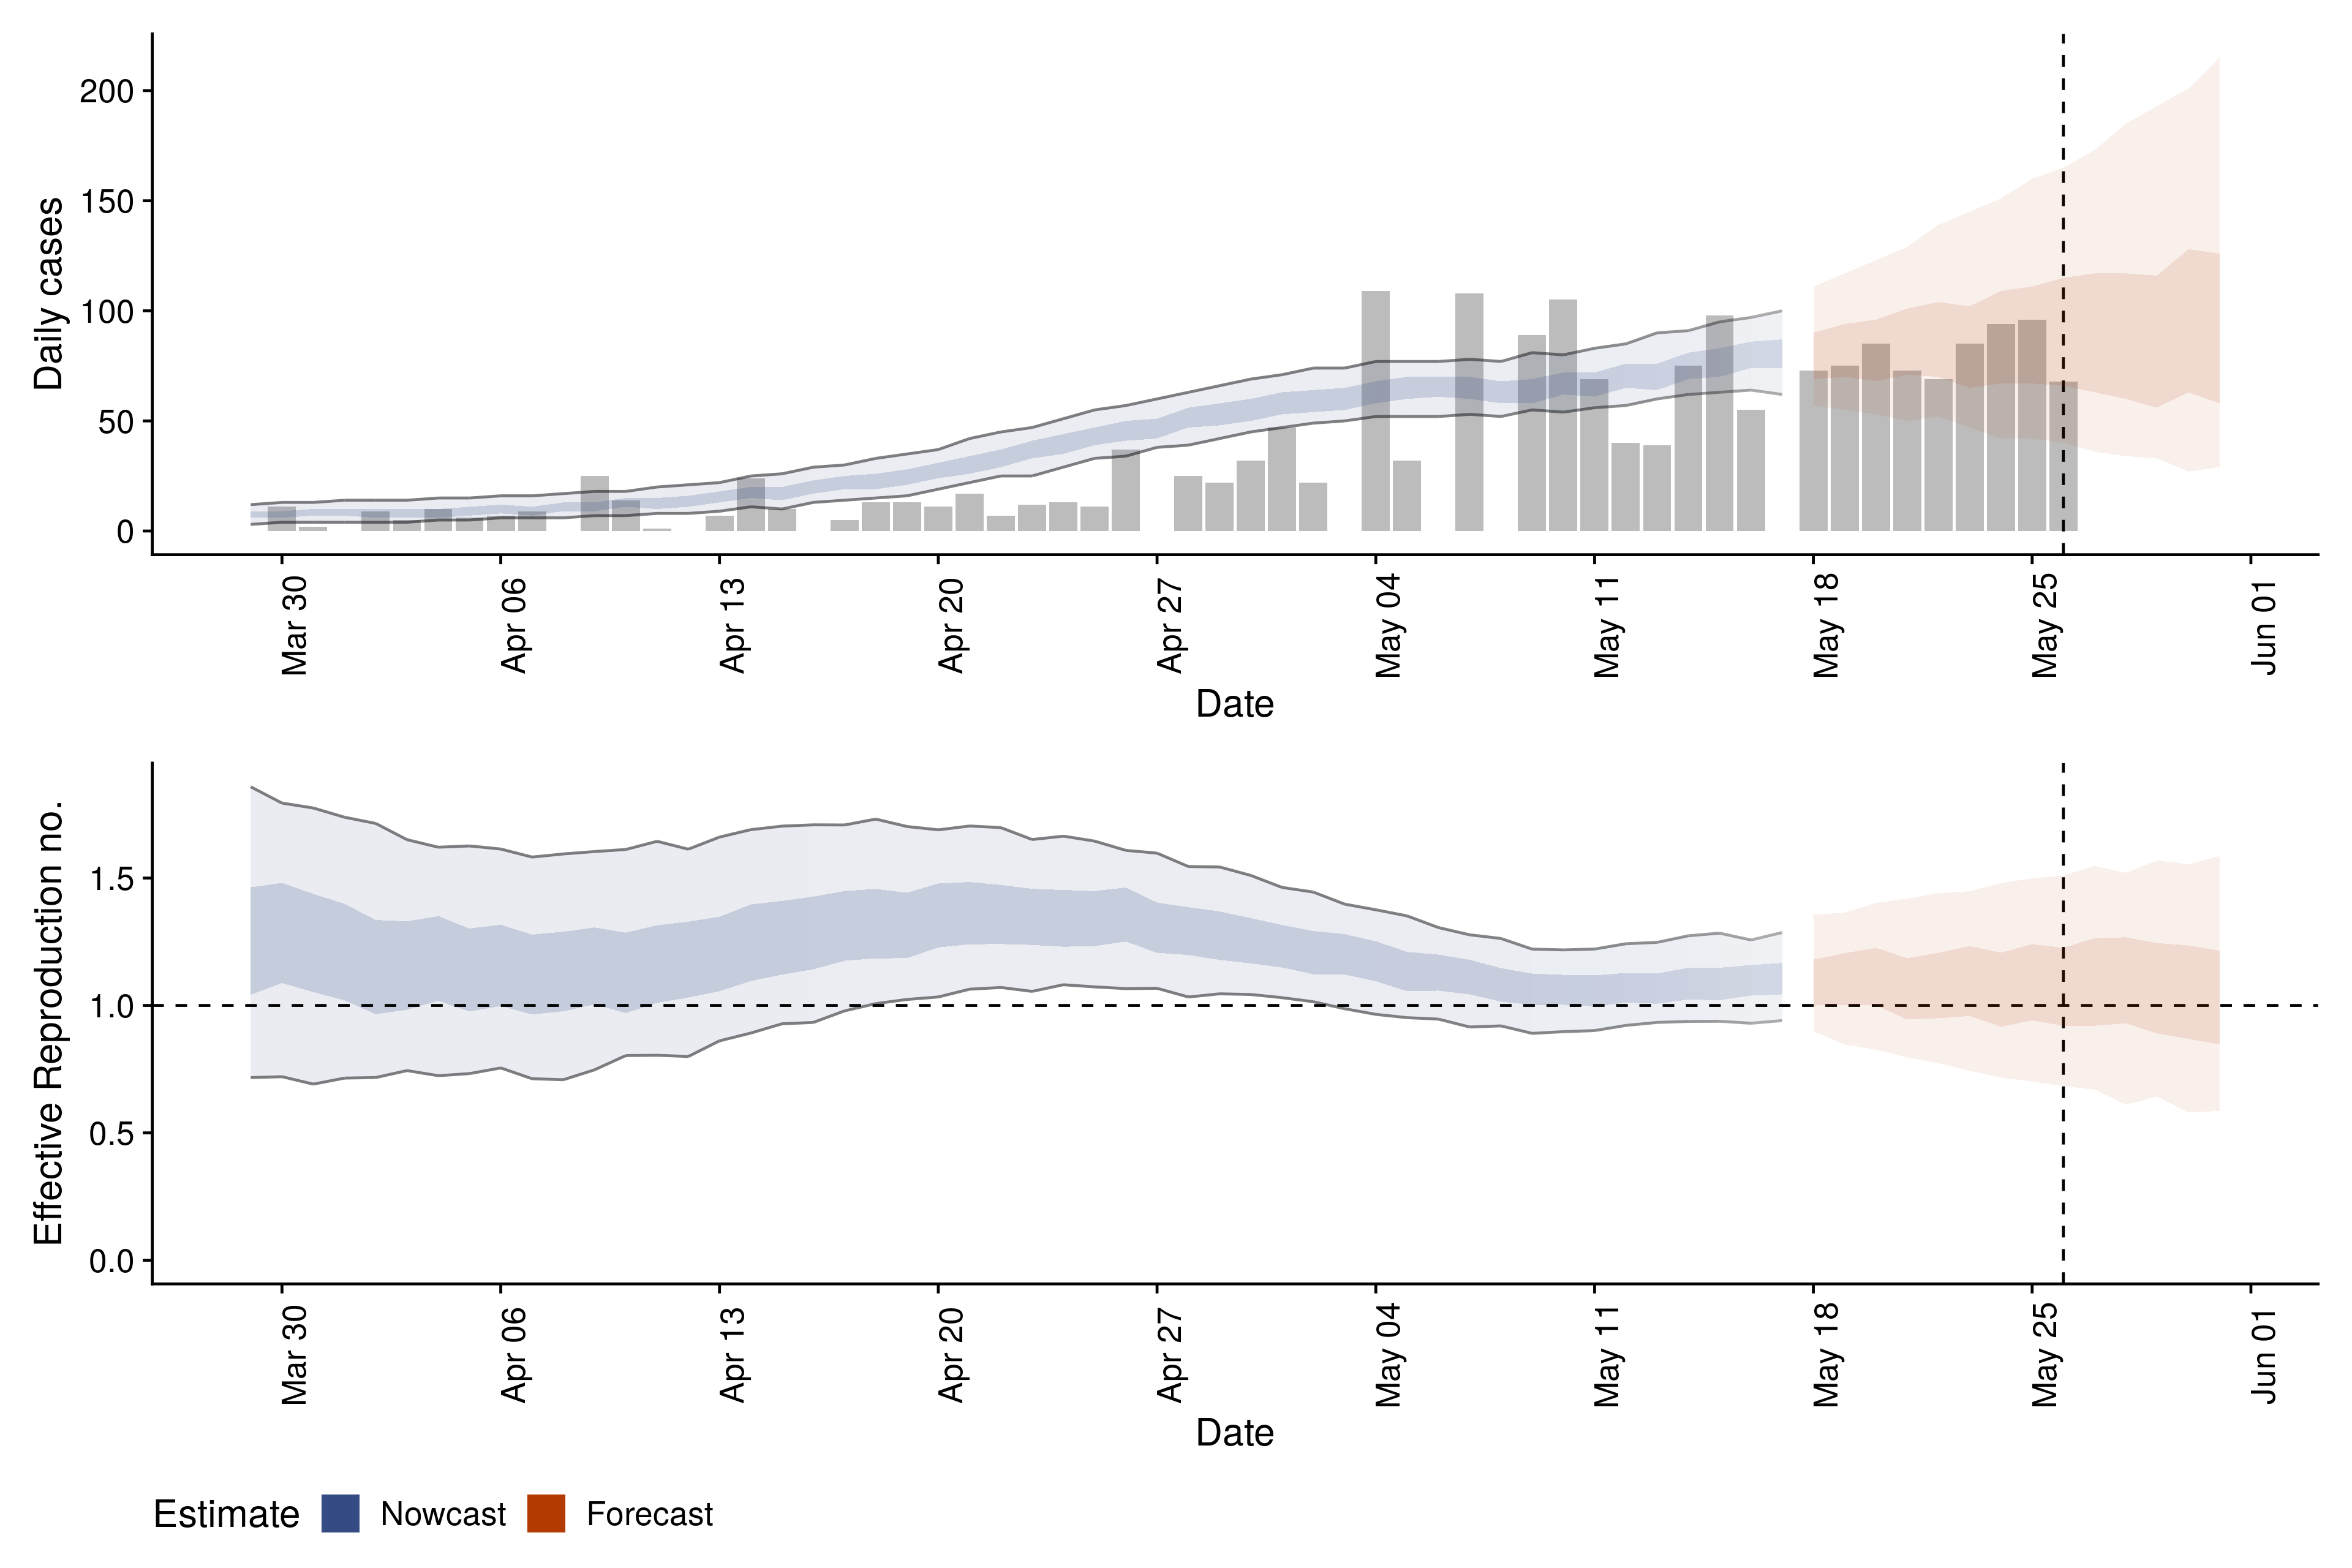 Daily cases
200
150
100
50
0
Mar 30
Apr 06
Apr 13
Apr 20
Apr 27
May 04
May 11
May 18
May 25
Jun 01
Date
Effective Reproduction no.
1.5
1.0
0.5
0.0
Mar 30
Apr 06
Apr 13
Apr 20
Apr 27
May 04
May 11
May 18
May 25
Jun 01
Date
Estimate Nowcast Forecast